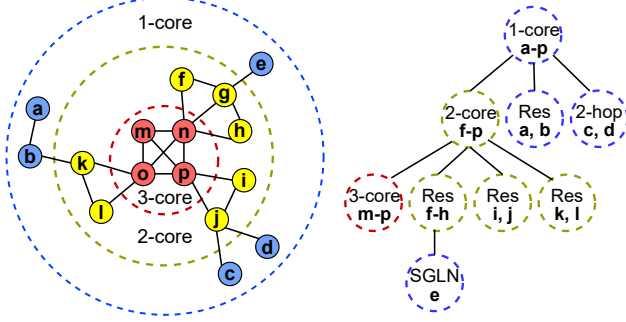 1-core
e
f
g
a
m
n
h
b
k
o
p
i
3-core
l
j
2-core
d
c
1-core
a-p
2-core
f-p
Res
a, b
2-hop
c, d
3-core
m-p
Res
f-h
Res
i, j
Res
k, l
SGLN
e